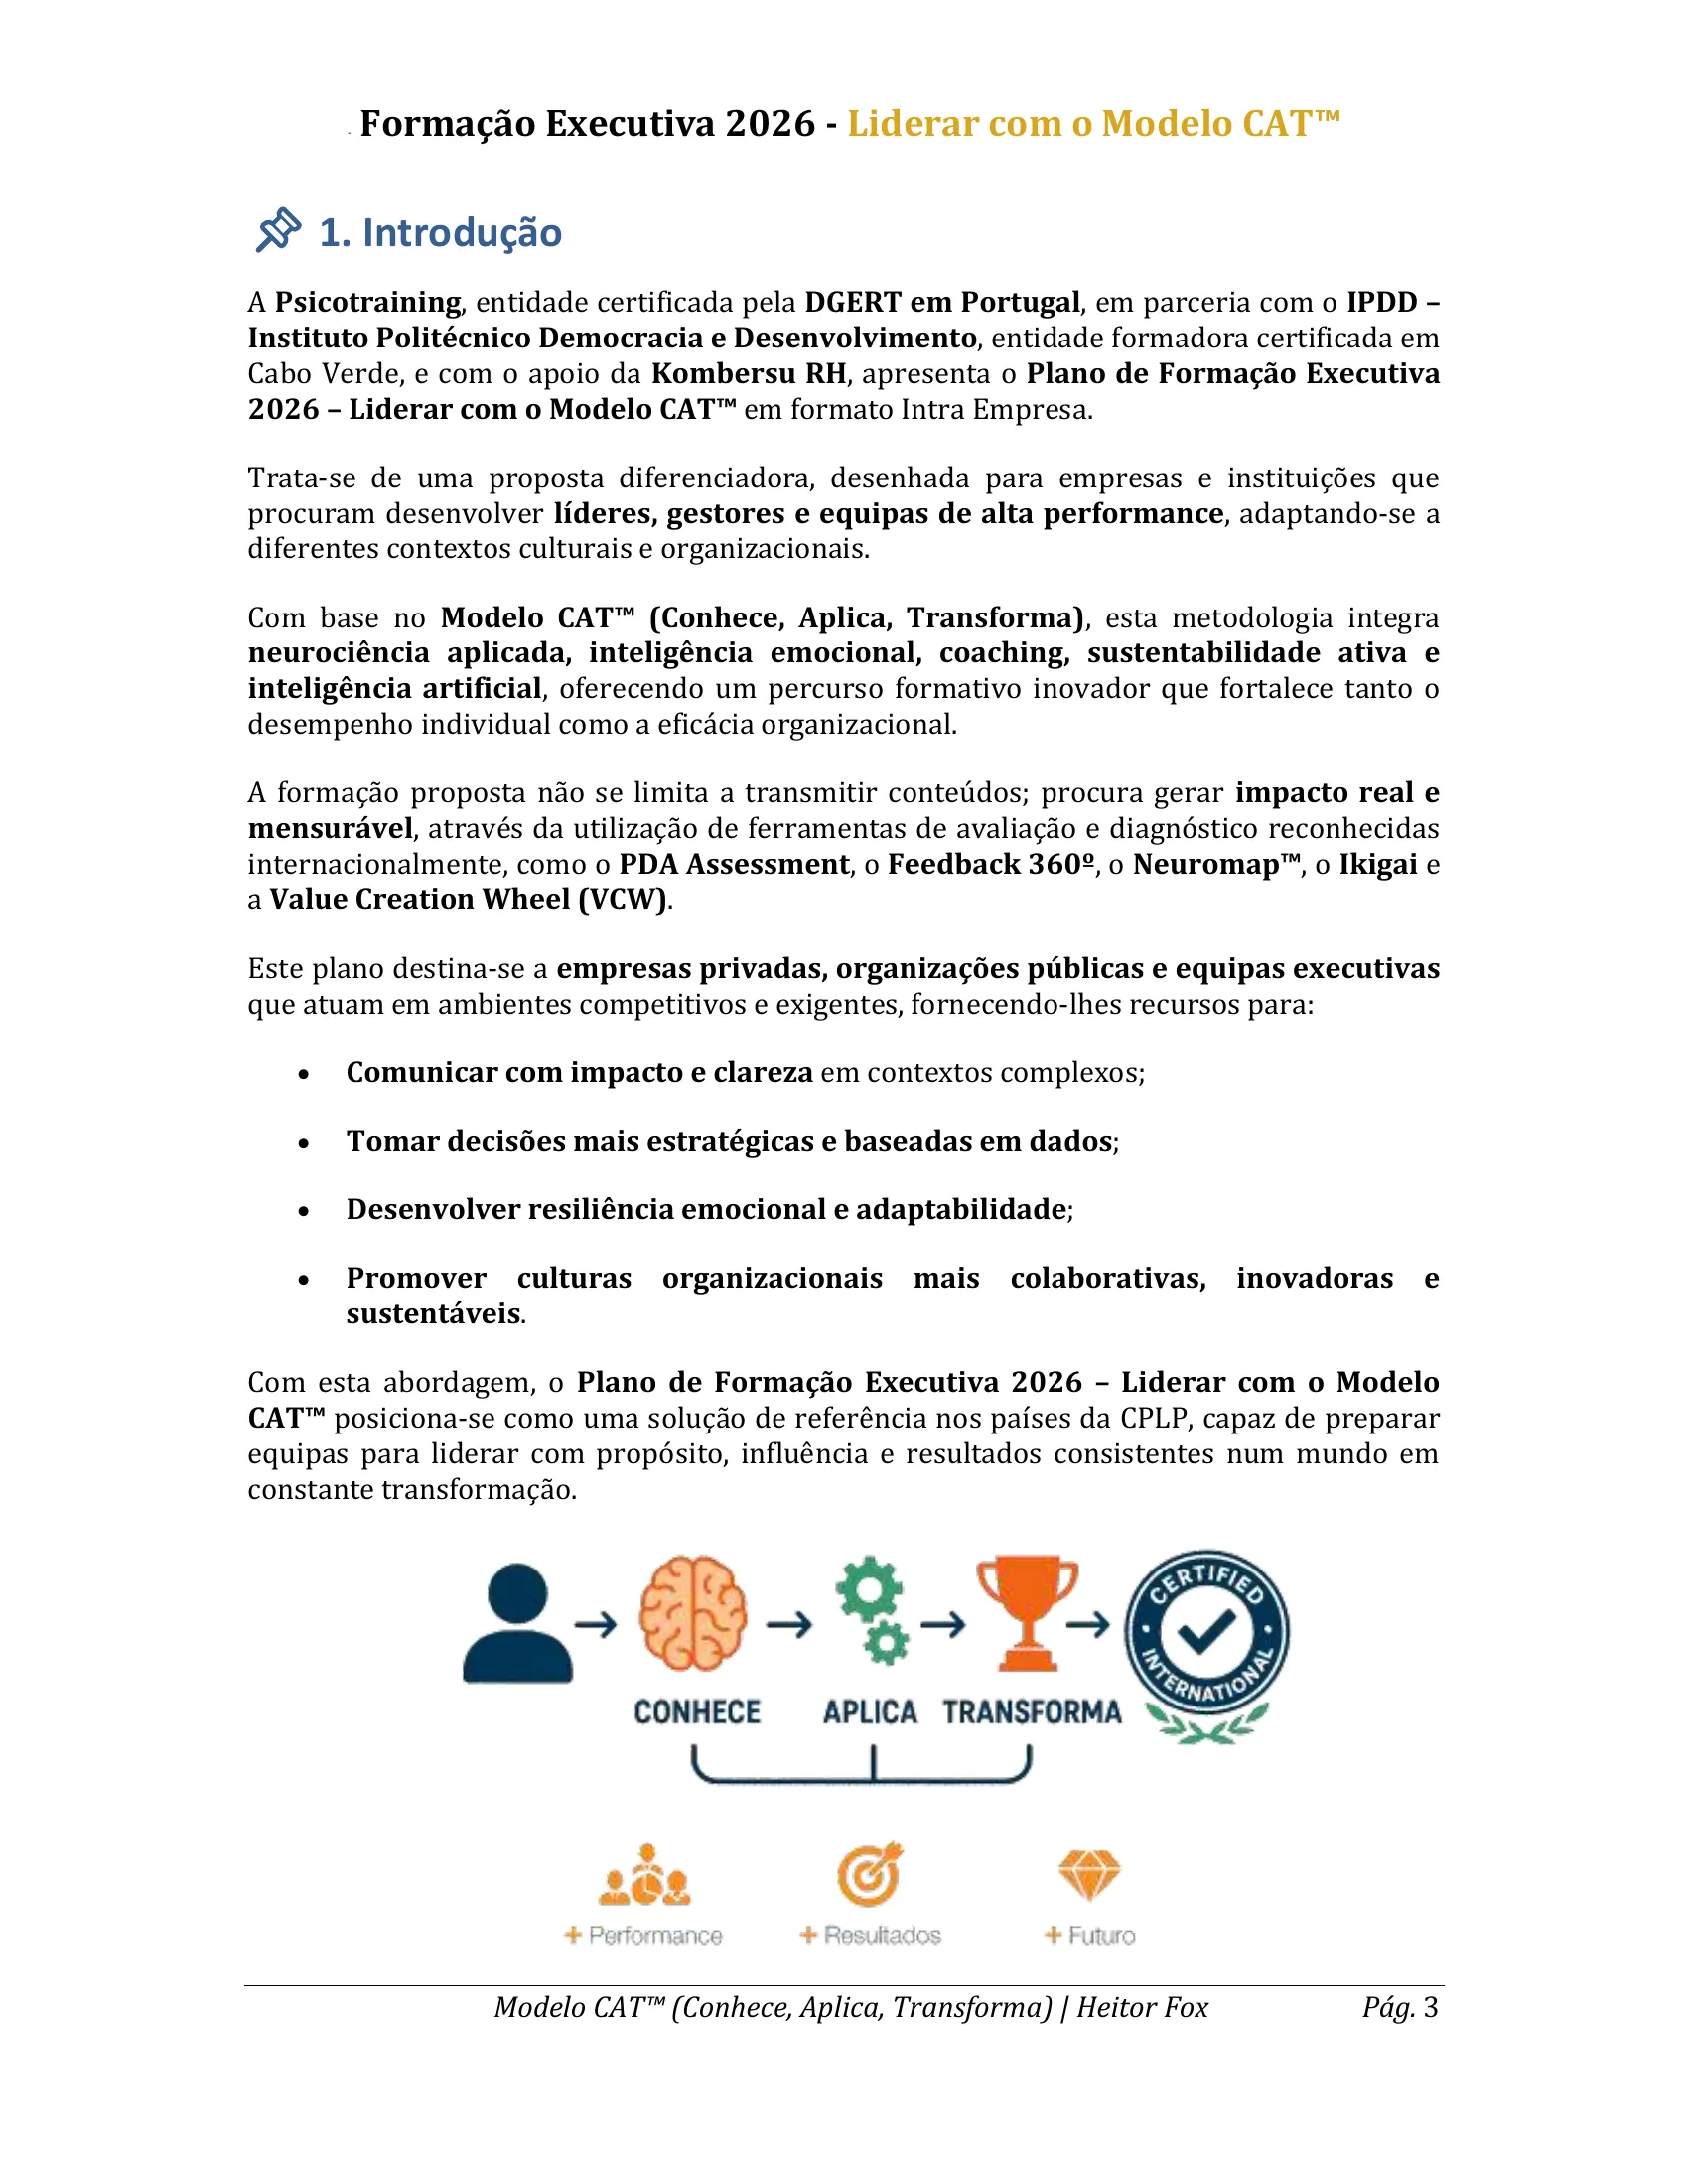 Formação Executiva 2026 - Liderar com o Modelo CAT™
1. Introdução
A Psicotraining, entidade certificada pela DGERT em Portugal, em parceria com o IPDD –
Instituto Politécnico Democracia e Desenvolvimento, entidade formadora certificada em
Cabo Verde, e com o apoio da Kombersu RH, apresenta o Plano de Formação Executiva
2026 – Liderar com o Modelo CAT™ em formato Intra Empresa.
Trata-se de uma proposta diferenciadora, desenhada para empresas e instituições que
procuram desenvolver líderes, gestores e equipas de alta performance, adaptando-se a
diferentes contextos culturais e organizacionais.
Com base no Modelo CAT™ (Conhece, Aplica, Transforma), esta metodologia integra
neurociência aplicada, inteligência emocional, coaching, sustentabilidade ativa e
inteligência artificial, oferecendo um percurso formativo inovador que fortalece tanto o
desempenho individual como a eficácia organizacional.
A formação proposta não se limita a transmitir conteúdos; procura gerar impacto real e
mensurável, através da utilização de ferramentas de avaliação e diagnóstico reconhecidas
internacionalmente, como o PDA Assessment, o Feedback 360º, o Neuromap™, o Ikigai e
a Value Creation Wheel (VCW).
Este plano destina-se a empresas privadas, organizações públicas e equipas executivas
que atuam em ambientes competitivos e exigentes, fornecendo-lhes recursos para:
• Comunicar com impacto e clareza em contextos complexos;
• Tomar decisões mais estratégicas e baseadas em dados;
• Desenvolver resiliência emocional e adaptabilidade;
• Promover culturas organizacionais mais colaborativas, inovadoras e
sustentáveis.
Com esta abordagem, o Plano de Formação Executiva 2026 – Liderar com o Modelo
CAT™ posiciona-se como uma solução de referência nos países da CPLP, capaz de preparar
equipas para liderar com propósito, influência e resultados consistentes num mundo em
constante transformação.
CERTIFIED
INTERNATIONAL
CONHECE APLICA TRANSFORMA
+ Performance + Resultados + Futuro
Modelo CAT™ (Conhece, Aplica, Transforma) | Heitor Fox Pág. 3